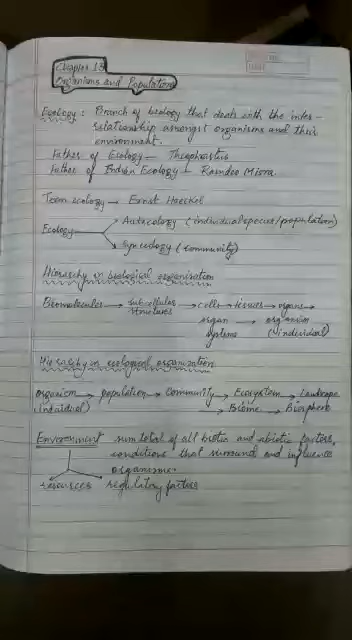 Chapter 13
Organisms and Population
Ecology : Branch of biology that deals with the inter-
relationship amongst organisms and their
environment.
Father of Ecology — Theophrastus
Father of Indian Ecology — Ramdeo Misra
Term ecology — Ernst Haeckel
Autecology (individual species/population)
Ecology
Synecology (community)
Hierarchy in biological organisation
Biomolecules → subcellular structures → cells → tissues → organs →
organ systems → organism (individual)
Hierarchy in ecological organisation
organism (individual) → population → Community → Ecosystem → Landscape
→ Biome → Biosphere
Environment sum total of all biotic and abiotic factors,
conditions that surround and influence
organisms.
resources regulatory factors